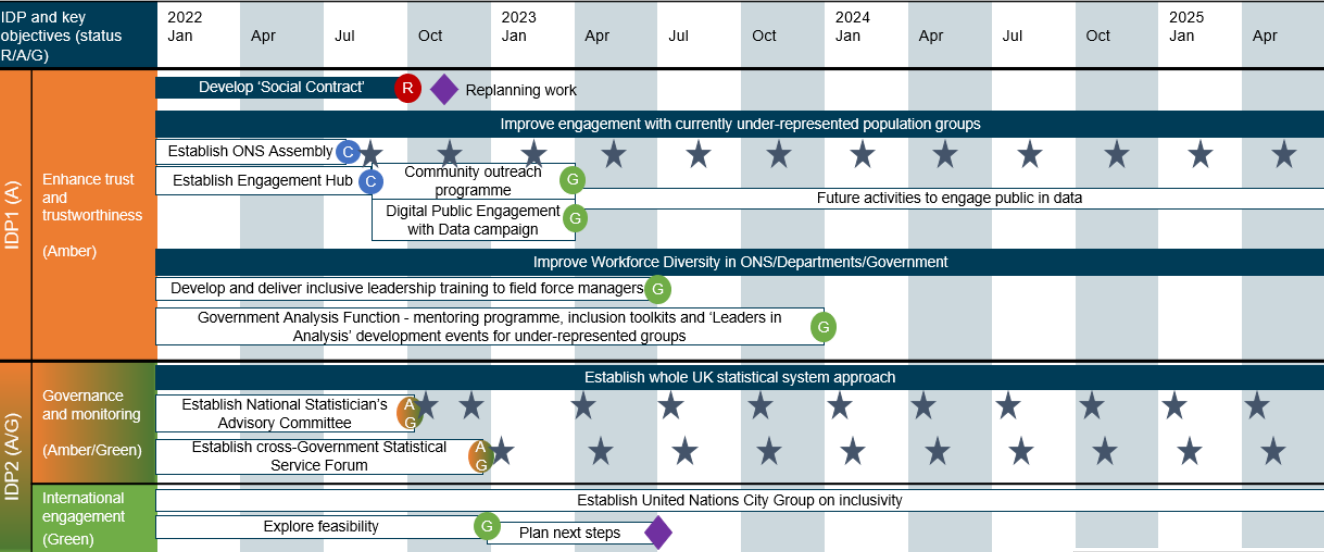 IDP and key
objectives (status
R/A/G)
2022
Jan
Apr
Jul
Oct
2023
Jan
Apr
Jul
Oct
2024
Jan
Apr
Jul
Oct
2025
Jan
Apr
IDP1 (A)
Enhance trust
and
trustworthiness
(Amber)
Develop ‘Social Contract’
R
Replanning work
Improve engagement with currently under-represented population groups
Establish ONS Assembly
C
Establish Engagement Hub
C
Community outreach
programme
G
Digital Public Engagement
with Data campaign
G
Future activities to engage public in data
Improve Workforce Diversity in ONS/Departments/Government
Develop and deliver inclusive leadership training to field force managers
G
Government Analysis Function - mentoring programme, inclusion toolkits and ‘Leaders in
Analysis’ development events for under-represented groups
G
IDP2 (A/G)
Governance
and monitoring
(Amber/Green)
Establish whole UK statistical system approach
Establish National Statistician’s
Advisory Committee
A
G
Establish cross-Government Statistical
Service Forum
A
G
International
engagement
(Green)
Establish United Nations City Group on inclusivity
Explore feasibility
G
Plan next steps